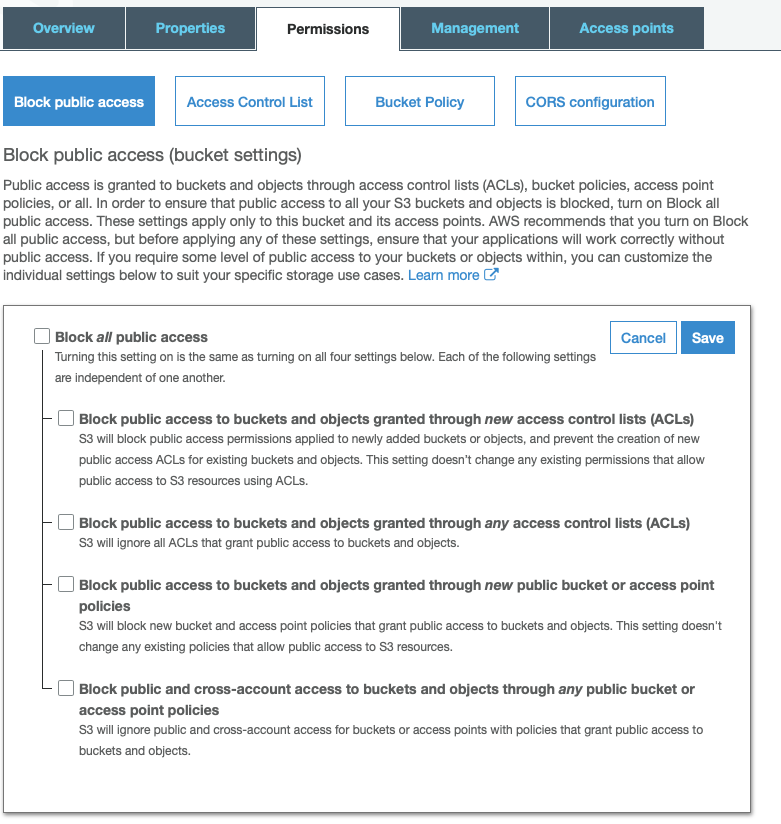 Overview Properties Permissions Management Access points
Block public access Access Control List Bucket Policy CORS configuration
Block public access (bucket settings)
Public access is granted to buckets and objects through access control lists (ACLs), bucket policies, access point
policies, or all. In order to ensure that public access to all your S3 buckets and objects is blocked, turn on Block all
public access. These settings apply only to this bucket and its access points. AWS recommends that you turn on Block
all public access, but before applying any of these settings, ensure that your applications will work correctly without
public access. If you require some level of public access to your buckets or objects within, you can customize the
individual settings below to suit your specific storage use cases. Learn more
Block all public access
Cancel Save
Turning this setting on is the same as turning on all four settings below. Each of the following settings
are independent of one another.
Block public access to buckets and objects granted through new access control lists (ACLs)
S3 will block public access permissions applied to newly added buckets or objects, and prevent the creation of new
public access ACLs for existing buckets and objects. This setting doesn't change any existing permissions that allow
public access to S3 resources using ACLs.
Block public access to buckets and objects granted through any access control lists (ACLs)
S3 will ignore all ACLs that grant public access to buckets and objects.
Block public access to buckets and objects granted through new public bucket or access point
policies
S3 will block new bucket and access point policies that grant public access to buckets and objects. This setting doesn't
change any existing policies that allow public access to S3 resources.
Block public and cross-account access to buckets and objects through any public bucket or
access point policies
S3 will ignore public and cross-account access for buckets or access points with policies that grant public access to
buckets and objects.